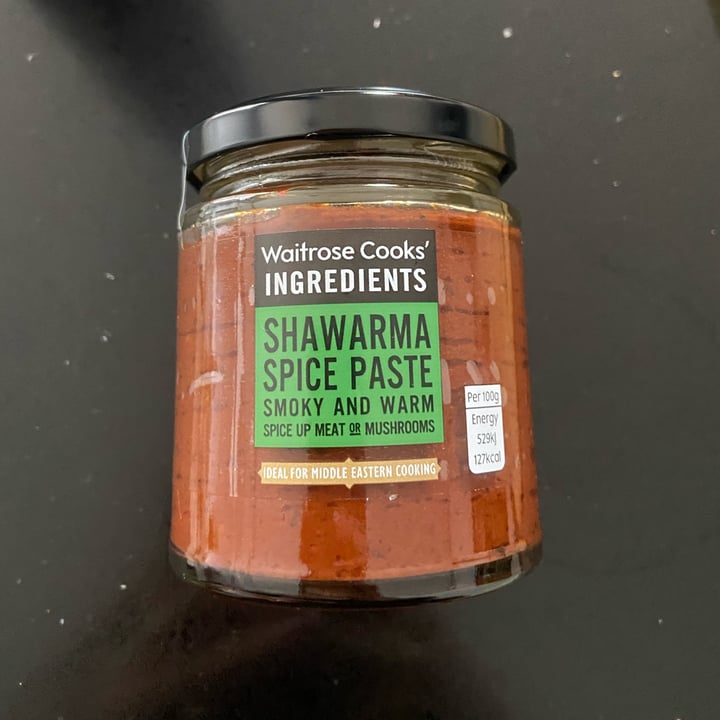 Waitrose Cooks'
INGREDIENTS
SHAWARMA
SPICE PASTE
SMOKY AND WARM
SPICE UP MEAT OR MUSHROOMS
IDEAL FOR MIDDLE EASTERN COOKING
Per 100g
Energy
529kJ
127kcal